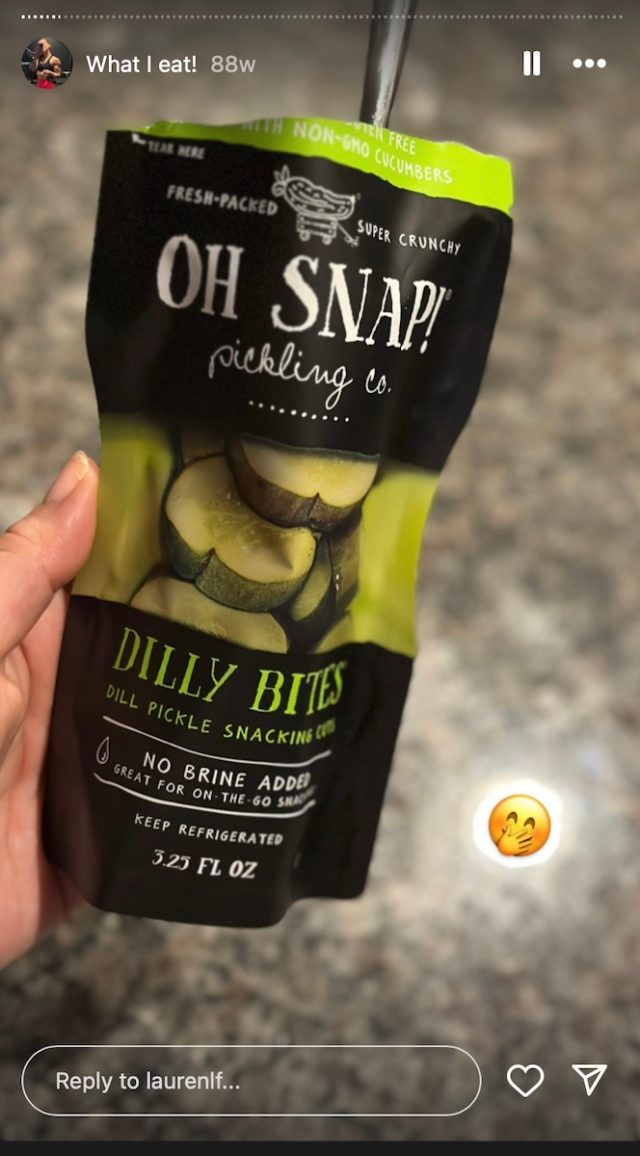 What I eat! 88w
WITH NON-GMO CUCUMBERS
FREE
TEAR HERE
FRESH-PACKED
SUPER CRUNCHY
OH SNAP!
pickling co.
DILLY BITES
DILL PICKLE SNACKING
NO BRINE ADDED
GREAT FOR ON-THE-GO
KEEP REFRIGERATED
3.25 FL OZ
Reply to laurenlf...